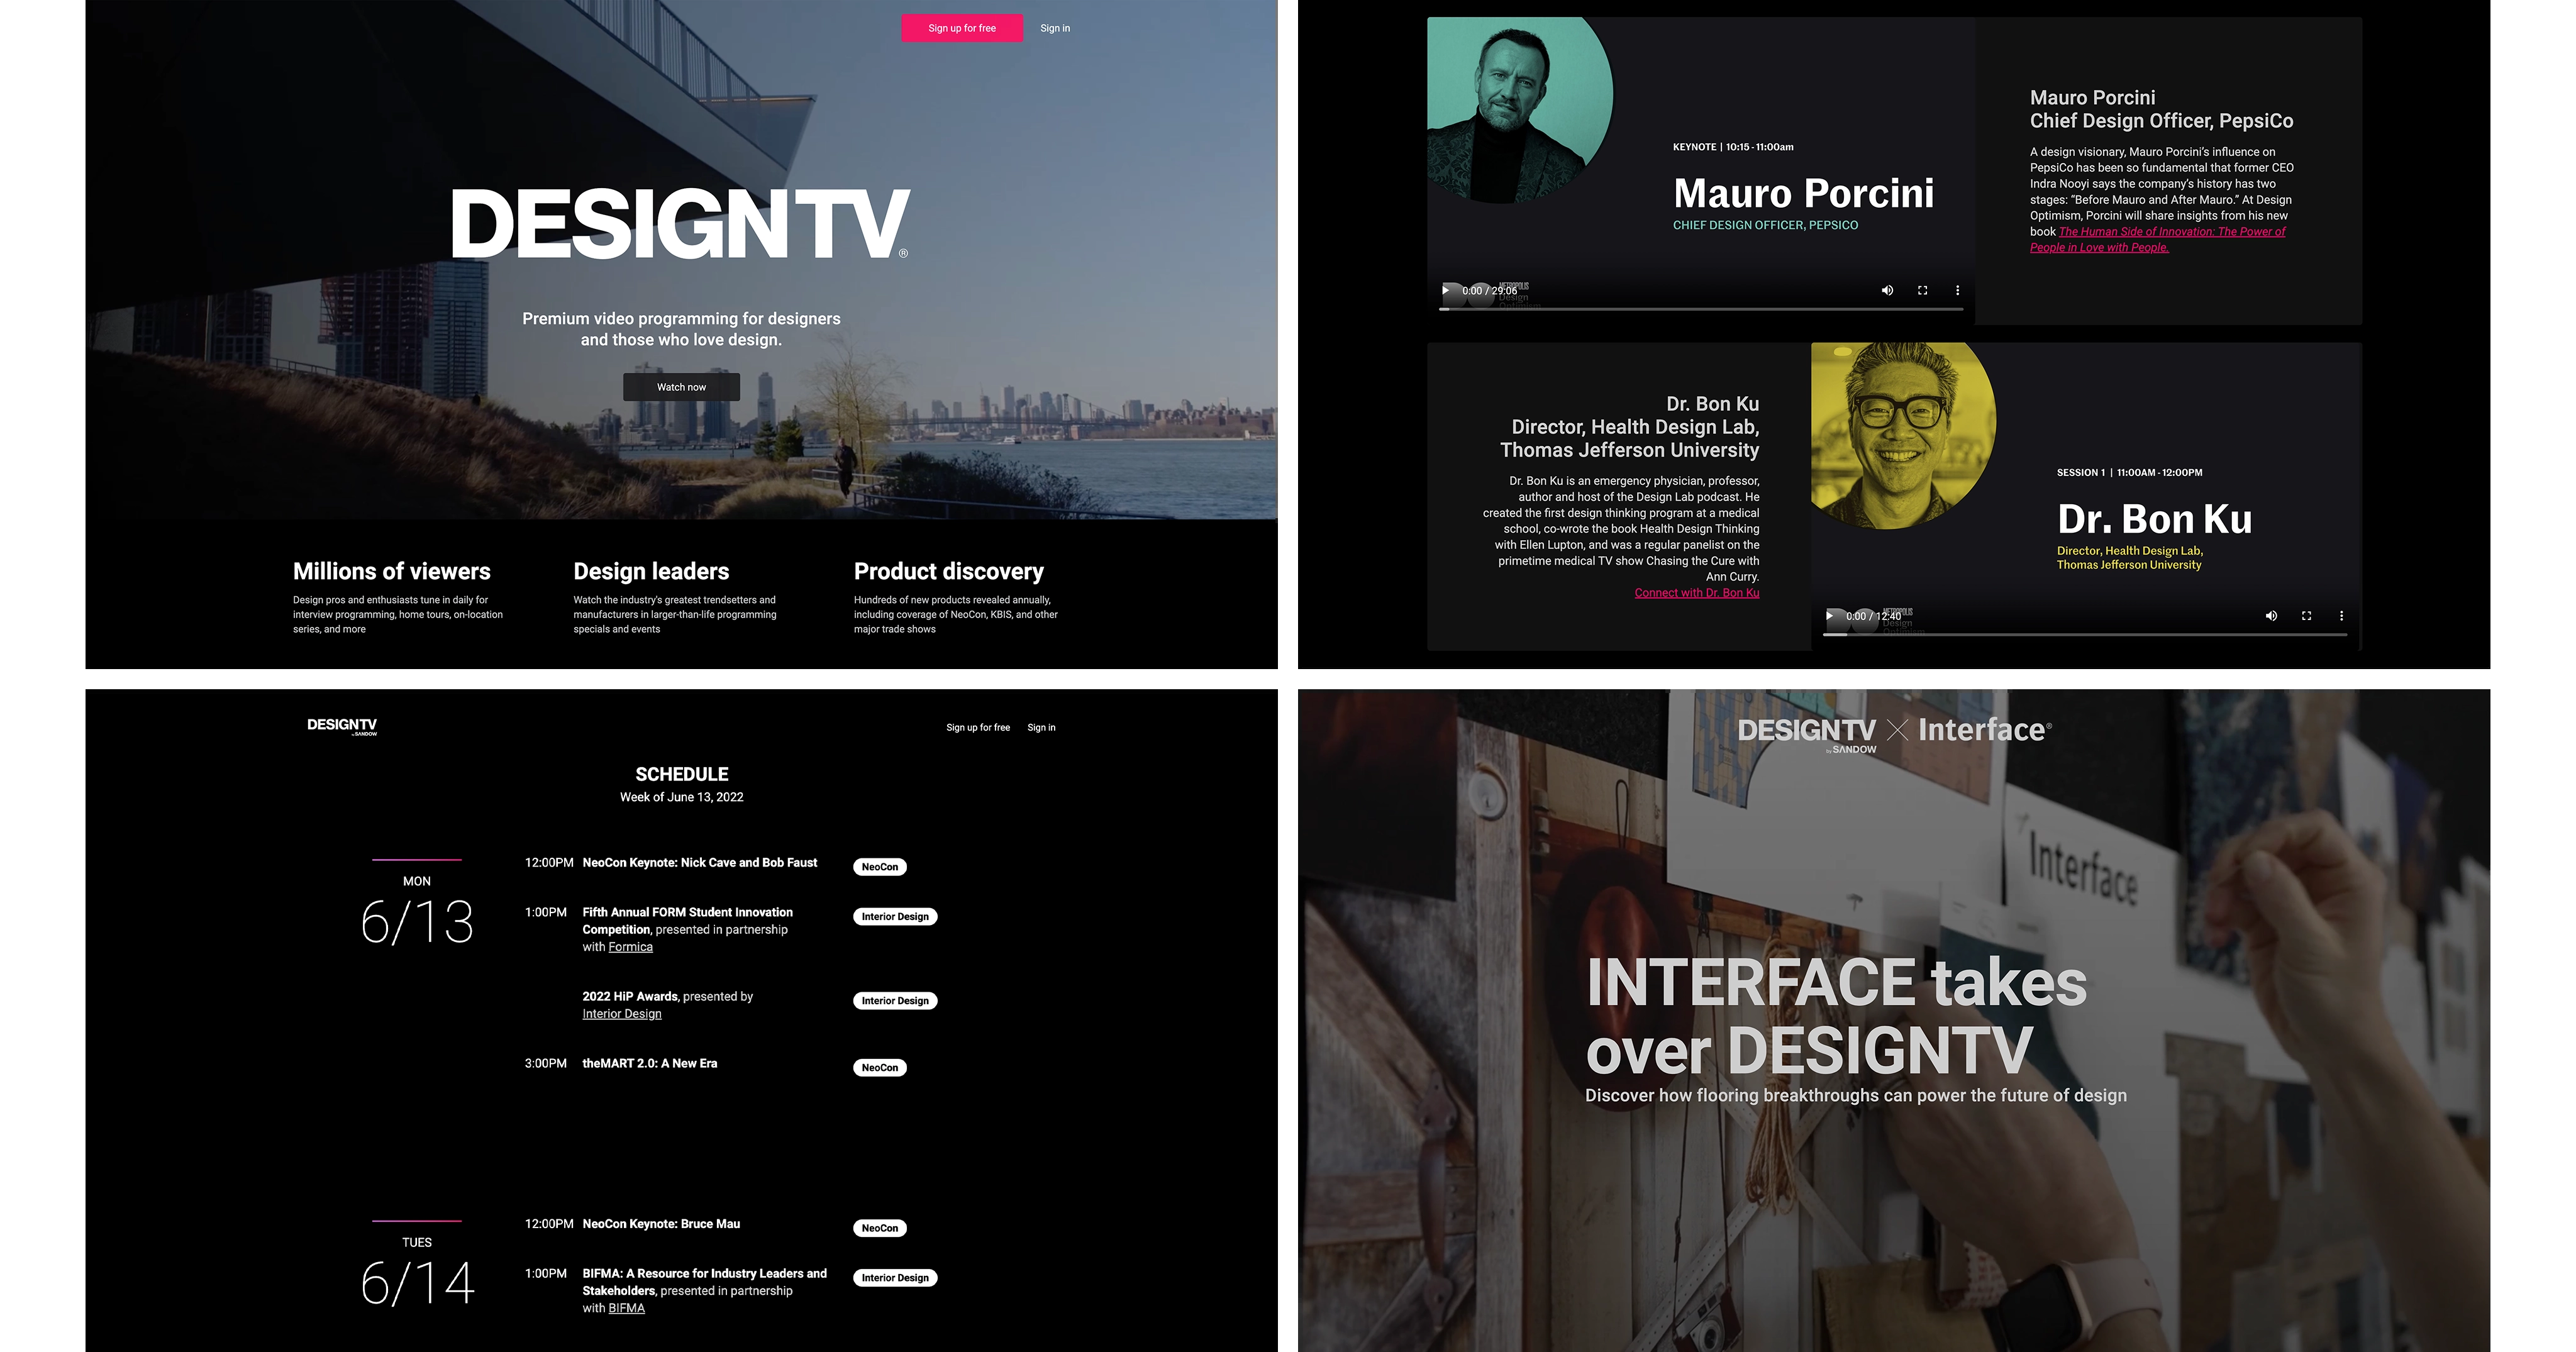 Sign up for free
Sign in
DESIGNTV®
Premium video programming for designers
and those who love design.
Watch now
Millions of viewers
Design pros and enthusiasts tune in daily for
interview programming, home tours, on-location
series, and more
Design leaders
Watch the industry's greatest trendsetters and
manufacturers in larger-than-life programming
specials and events
Product discovery
Hundreds of new products revealed annually,
including coverage of NeoCon, KBIS, and other
major trade shows
KEYNOTE | 10:15 - 11:00am
Mauro Porcini
CHIEF DESIGN OFFICER, PEPSICO
0:00 / 29:06
METROPOLIS
Design
Optimism
Mauro Porcini
Chief Design Officer, PepsiCo
A design visionary, Mauro Porcini's influence on
PepsiCo has been so fundamental that former CEO
Indra Nooyi says the company's history has two
stages: "Before Mauro and After Mauro." At Design
Optimism, Porcini will share insights from his new
book The Human Side of Innovation: The Power of
People in Love with People.
Dr. Bon Ku
Director, Health Design Lab,
Thomas Jefferson University
Dr. Bon Ku is an emergency physician, professor,
author and host of the Design Lab podcast. He
created the first design thinking program at a medical
school, co-wrote the book Health Design Thinking
with Ellen Lupton, and was a regular panelist on the
primetime medical TV show Chasing the Cure with
Ann Curry.
Connect with Dr. Bon Ku
SESSION 1 | 11:00AM - 12:00PM
Dr. Bon Ku
Director, Health Design Lab,
Thomas Jefferson University
0:00 / 12:40
METROPOLIS
Design
Optimism
DESIGNTV
by SANDOW
Sign up for free
Sign in
SCHEDULE
Week of June 13, 2022
MON
6/13
12:00PM NeoCon Keynote: Nick Cave and Bob Faust NeoCon
1:00PM Fifth Annual FORM Student Innovation Interior Design
Competition, presented in partnership
with Formica
2022 HiP Awards, presented by Interior Design
Interior Design
3:00PM theMART 2.0: A New Era NeoCon
TUES
6/14
12:00PM NeoCon Keynote: Bruce Mau NeoCon
1:00PM BIFMA: A Resource for Industry Leaders and Interior Design
Stakeholders, presented in partnership
with BIFMA
DESIGNTV × Interface®
by SANDOW
Interface
INTERFACE takes
over DESIGNTV
Discover how flooring breakthroughs can power the future of design